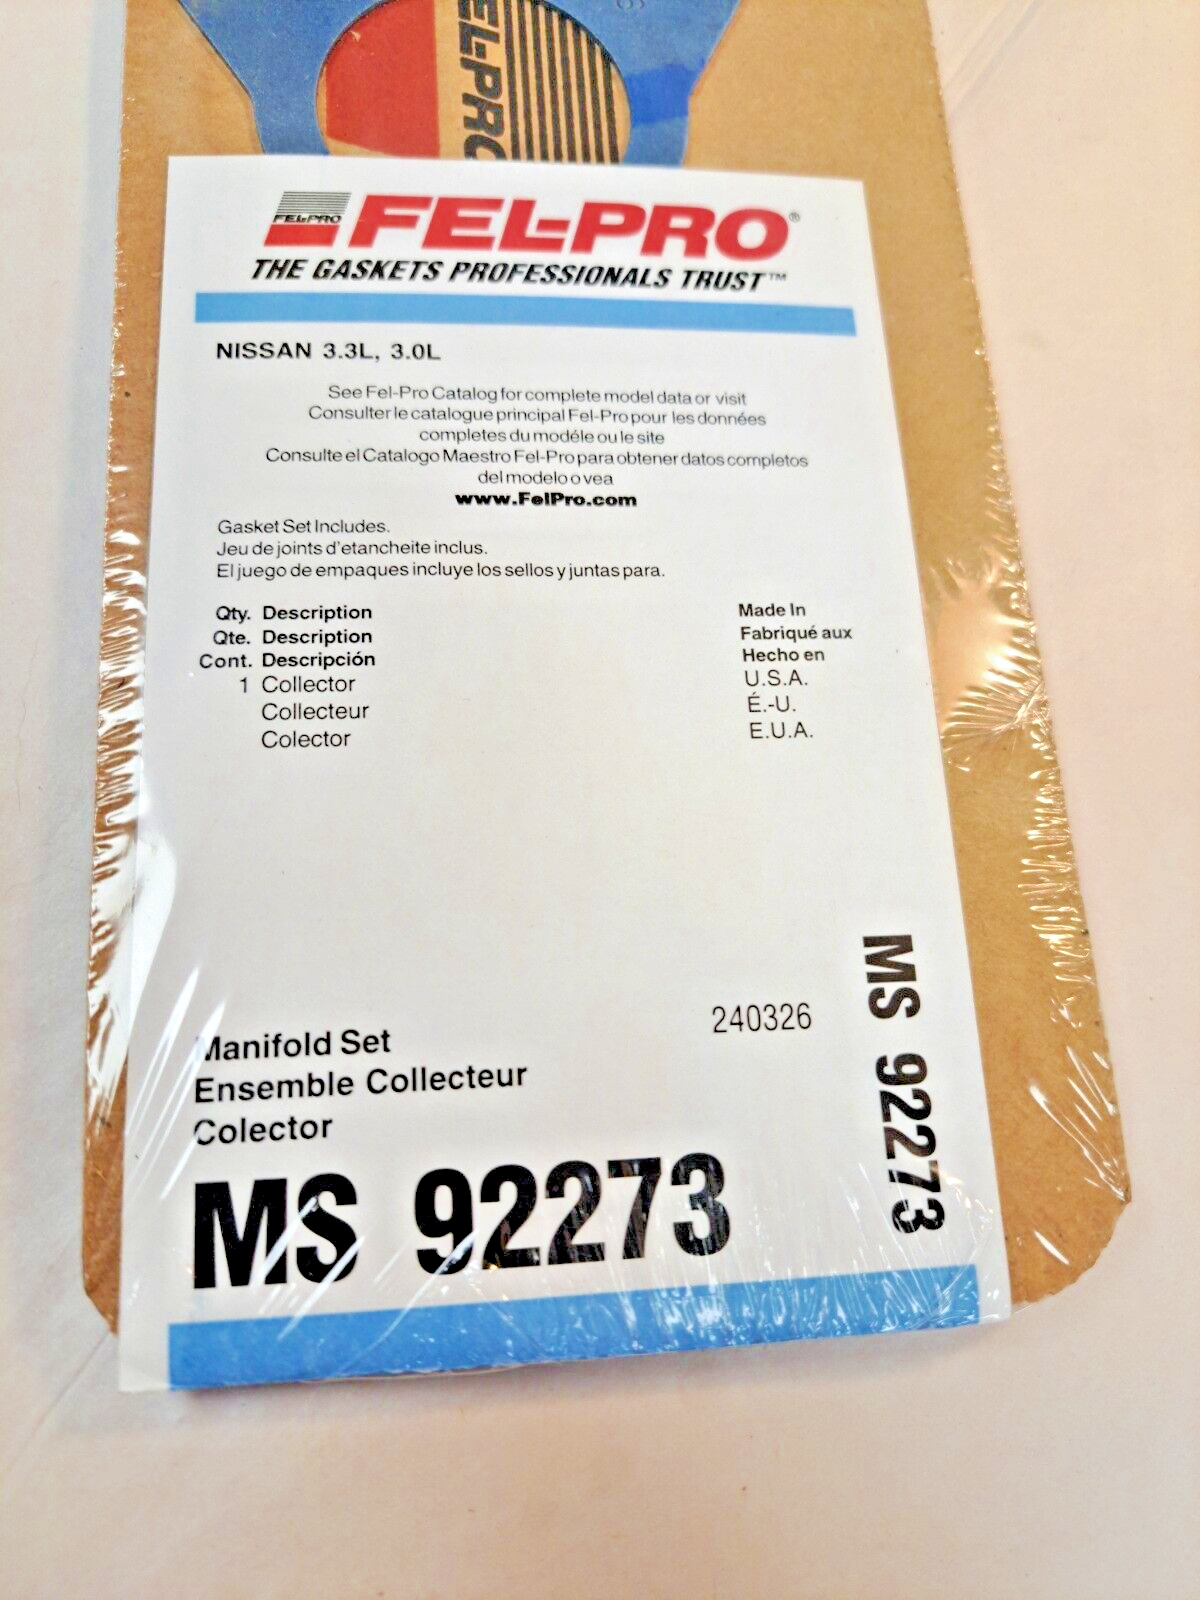 EL-PRO
FEL-PRO
FEL-PRO®
THE GASKETS PROFESSIONALS TRUST™
NISSAN 3.3L, 3.0L
See Fel-Pro Catalog for complete model data or visit
Consulter le catalogue principal Fel-Pro pour les données
completes du modéle ou le site
Consulte el Catalogo Maestro Fel-Pro para obtener datos completos
del modelo o vea
www.FelPro.com
Gasket Set Includes.
Jeu de joints d'etancheite inclus.
El juego de empaques incluye los sellos y juntas para.
Qty. Description Made In
Qte. Description Fabriqué aux
Cont. Descripción Hecho en
1 Collector U.S.A.
Collecteur É.-U.
Colector E.U.A.
240326
Manifold Set
Ensemble Collecteur
Colector
MS 92273
MS 92273